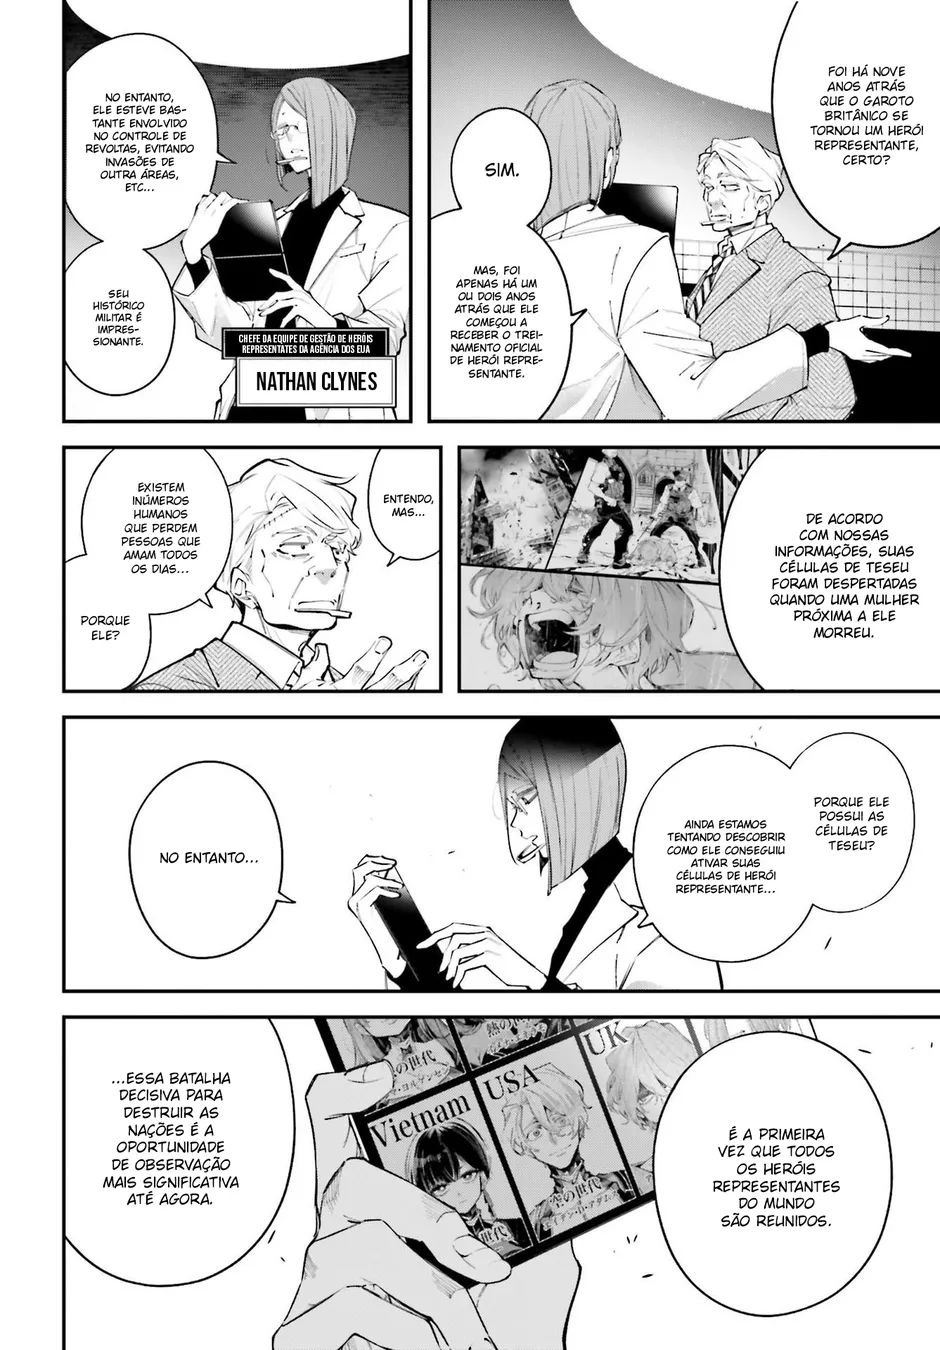 FOI HÁ NOVE
ANOS ATRÁS
QUE O GAROTO
BRITÂNICO SE
TORNOU UM HERÓI
REPRESENTANTE,
CERTO?
SIM.
MAS, FOI
APENAS HÁ UM
OU DOIS ANOS
ATRÁS QUE ELE
COMEÇOU A
RECEBER O TREI-
NAMENTO OFICIAL
DE HERÓI REPRE-
SENTANTE.
NO ENTANTO,
ELE ESTEVE BAS-
TANTE ENVOLVIDO
NO CONTROLE DE
REVOLTAS, EVITANDO
INVASÕES DE
OUTRA ÁREAS,
ETC...
SEU
HISTÓRICO
MILITAR É
IMPRES-
SIONANTE.
CHEFE DA EQUIPE DE GESTÃO DE HERÓIS
REPRESENTATES DA AGÊNCIA DOS EUA
NATHAN CLYNES
DE ACORDO
COM NOSSAS
INFORMAÇÕES, SUAS
CÉLULAS DE TESEU
FORAM DESPERTADAS
QUANDO UMA MULHER
PRÓXIMA A ELE
MORREU.
ENTENDO,
MAS...
EXISTEM
INÚMEROS
HUMANOS
QUE PERDEM
PESSOAS QUE
AMAM TODOS
OS DIAS...
PORQUE
ELE?
PORQUE ELE
POSSUI AS
CÉLULAS DE
TESEU?
AINDA ESTAMOS
TENTANDO DESCOBRIR
COMO ELE CONSEGUIU
ATIVAR SUAS
CÉLULAS DE HERÓI
REPRESENTANTE...
NO ENTANTO...
É A PRIMEIRA
VEZ QUE TODOS
OS HERÓIS
REPRESENTANTES
DO MUNDO
SÃO REUNIDOS.
UK
USA
Vietnam
の世代
の世代
世代
...ESSA BATALHA
DECISIVA PARA
DESTRUIR AS
NAÇÕES É A
OPORTUNIDADE
DE OBSERVAÇÃO
MAIS SIGNIFICATIVA
ATÉ AGORA.